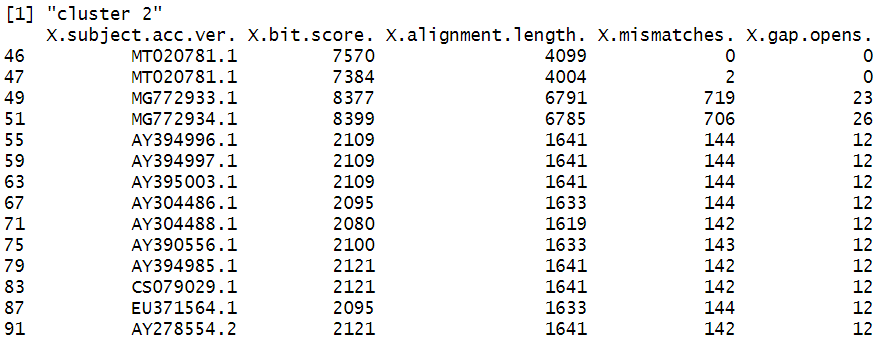 [1] "cluster 2"
X.subject.acc.ver. X.bit.score. X.alignment.length. X.mismatches. X.gap.opens.
46 MT020781.1 7570 4099 0 0
47 MT020781.1 7384 4004 2 0
49 MG772933.1 8377 6791 719 23
51 MG772934.1 8399 6785 706 26
55 AY394996.1 2109 1641 144 12
59 AY394997.1 2109 1641 144 12
63 AY395003.1 2109 1641 144 12
67 AY304486.1 2095 1633 144 12
71 AY304488.1 2080 1619 142 12
75 AY390556.1 2100 1633 143 12
79 AY394985.1 2121 1641 142 12
83 CS079029.1 2121 1641 142 12
87 EU371564.1 2095 1633 144 12
91 AY278554.2 2121 1641 142 12